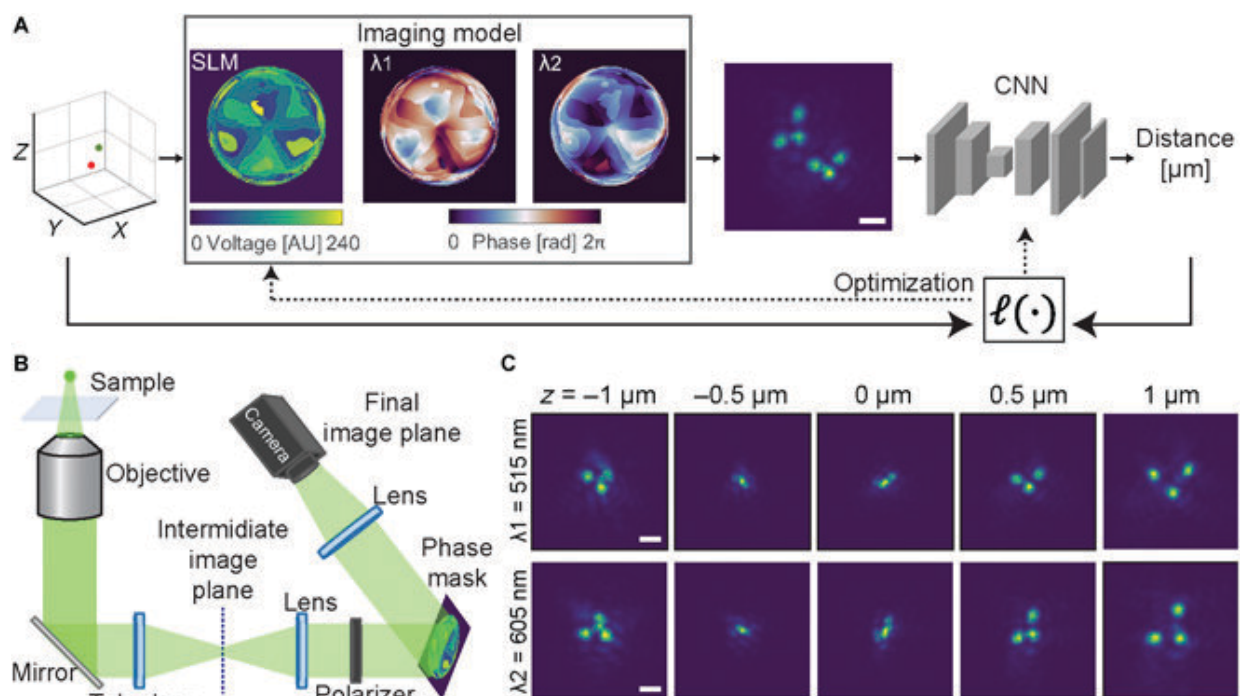 A
Imaging model
SLM
λ1
λ2
Z
Y
X
0 Voltage [AU] 240
0 Phase [rad] 2π
CNN
Distance
[µm]
Optimization
ℓ(·)
B
Sample
Objective
Mirror
Intermidiate
image
plane
Lens
Polarizer
Camera
Final
image plane
Lens
Phase
mask
C
z = −1 µm
−0.5 µm
0 µm
0.5 µm
1 µm
λ1 = 515 nm
λ2 = 605 nm